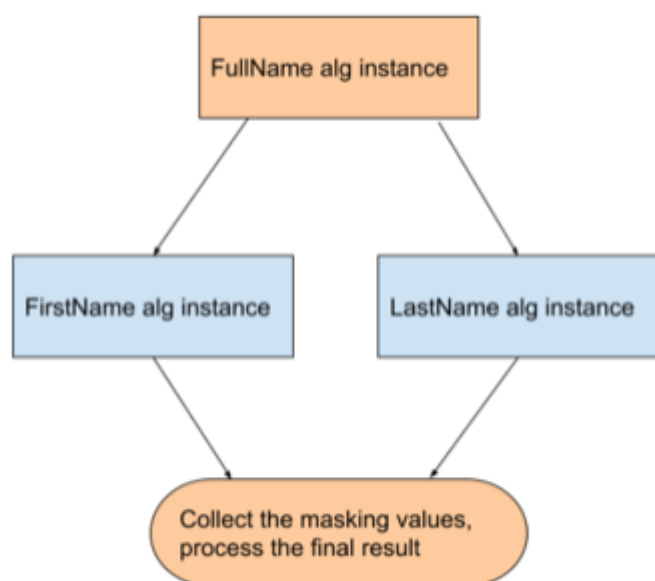 FullName alg instance
FirstName alg instance
LastName alg instance
Collect the masking values,
process the final result